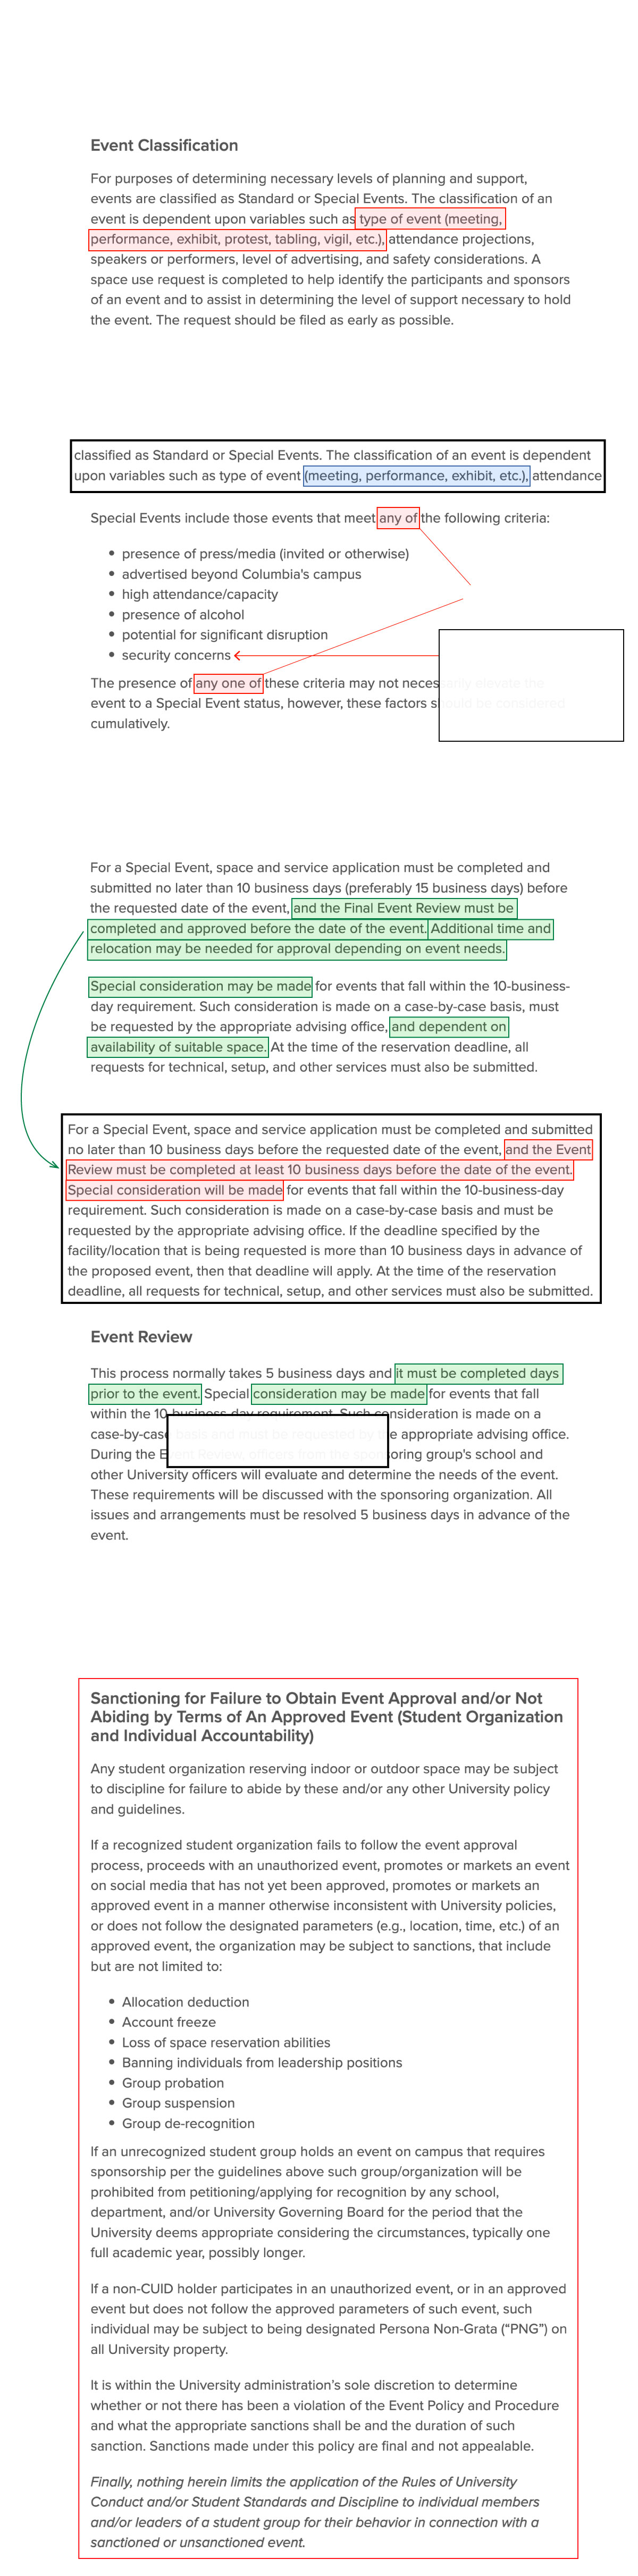 Event Classification
For purposes of determining necessary levels of planning and support,
events are classified as Standard or Special Events. The classification of an
event is dependent upon variables such as type of event (meeting,
performance, exhibit, protest, tabling, vigil, etc.), attendance projections,
speakers or performers, level of advertising, and safety considerations. A
space use request is completed to help identify the participants and sponsors
of an event and to assist in determining the level of support necessary to hold
the event. The request should be filed as early as possible.
classified as Standard or Special Events. The classification of an event is dependent
upon variables such as type of event (meeting, performance, exhibit, etc.), attendance
Special Events include those events that meet any of the following criteria:
• presence of press/media (invited or otherwise)
• advertised beyond Columbia's campus
• high attendance/capacity
• presence of alcohol
• potential for significant disruption
• security concerns
The presence of any one of these criteria may not necessarily elevate the
event to a Special Event status, however, these factors should be considered
cumulatively.
For a Special Event, space and service application must be completed and
submitted no later than 10 business days (preferably 15 business days) before
the requested date of the event, and the Final Event Review must be
completed and approved before the date of the event. Additional time and
relocation may be needed for approval depending on event needs.
Special consideration may be made for events that fall within the 10-business-
day requirement. Such consideration is made on a case-by-case basis, must
be requested by the appropriate advising office, and dependent on
availability of suitable space. At the time of the reservation deadline, all
requests for technical, setup, and other services must also be submitted.
For a Special Event, space and service application must be completed and submitted
no later than 10 business days before the requested date of the event, and the Event
Review must be completed at least 10 business days before the date of the event.
Special consideration will be made for events that fall within the 10-business-day
requirement. Such consideration is made on a case-by-case basis and must be
requested by the appropriate advising office. If the deadline specified by the
facility/location that is being requested is more than 10 business days in advance of
the proposed event, then that deadline will apply. At the time of the reservation
deadline, all requests for technical, setup, and other services must also be submitted.
Event Review
This process normally takes 5 business days and it must be completed days
prior to the event. Special consideration may be made for events that fall
within the 10 business day requirement. Such consideration is made on a
case-by-case basis and must be requested by the appropriate advising office.
During the Event Review, officers from the sponsoring group's school and
other University officers will evaluate and determine the needs of the event.
These requirements will be discussed with the sponsoring organization. All
issues and arrangements must be resolved 5 business days in advance of the
event.
Sanctioning for Failure to Obtain Event Approval and/or Not
Abiding by Terms of An Approved Event (Student Organization
and Individual Accountability)
Any student organization reserving indoor or outdoor space may be subject
to discipline for failure to abide by these and/or any other University policy
and guidelines.
If a recognized student organization fails to follow the event approval
process, proceeds with an unauthorized event, promotes or markets an event
on social media that has not yet been approved, promotes or markets an
approved event in a manner otherwise inconsistent with University policies,
or does not follow the designated parameters (e.g., location, time, etc.) of an
approved event, the organization may be subject to sanctions, that include
but are not limited to:
• Allocation deduction
• Account freeze
• Loss of space reservation abilities
• Banning individuals from leadership positions
• Group probation
• Group suspension
• Group de-recognition
If an unrecognized student group holds an event on campus that requires
sponsorship per the guidelines above such group/organization will be
prohibited from petitioning/applying for recognition by any school,
department, and/or University Governing Board for the period that the
University deems appropriate considering the circumstances, typically one
full academic year, possibly longer.
If a non-CUID holder participates in an unauthorized event, or in an approved
event but does not follow the approved parameters of such event, such
individual may be subject to being designated Persona Non-Grata (“PNG”) on
all University property.
It is within the University administration’s sole discretion to determine
whether or not there has been a violation of the Event Policy and Procedure
and what the appropriate sanctions shall be and the duration of such
sanction. Sanctions made under this policy are final and not appealable.
Finally, nothing herein limits the application of the Rules of University
Conduct and/or Student Standards and Discipline to individual members
and/or leaders of a student group for their behavior in connection with a
sanctioned or unsanctioned event.